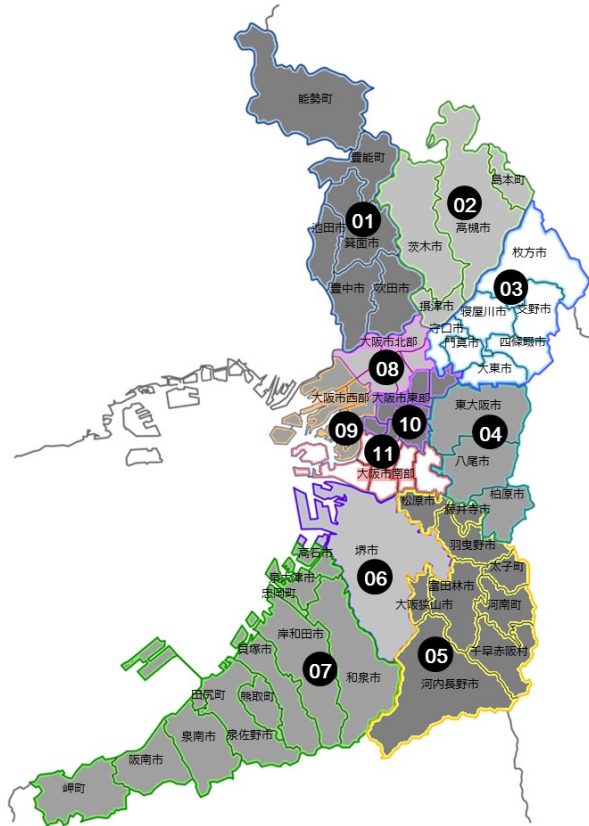 能勢町
豊能町
島本町
01
02
池田市
箕面市
高槻市
茨木市
枚方市
03
豊中市
吹田市
摂津市
寝屋川市
交野市
守口市
門真市
四條畷市
大阪市北部
08
大東市
大阪市西部
大阪市東部
東大阪市
09
10
04
11
八尾市
大阪市南部
柏原市
松原市
藤井寺市
羽曳野市
高石市
太子町
泉大津市
堺市
06
富田林市
忠岡町
大阪狭山市
河南町
岸和田市
貝塚市
07
和泉市
05
千早赤阪村
河内長野市
田尻町
熊取町
泉南市
泉佐野市
阪南市
岬町